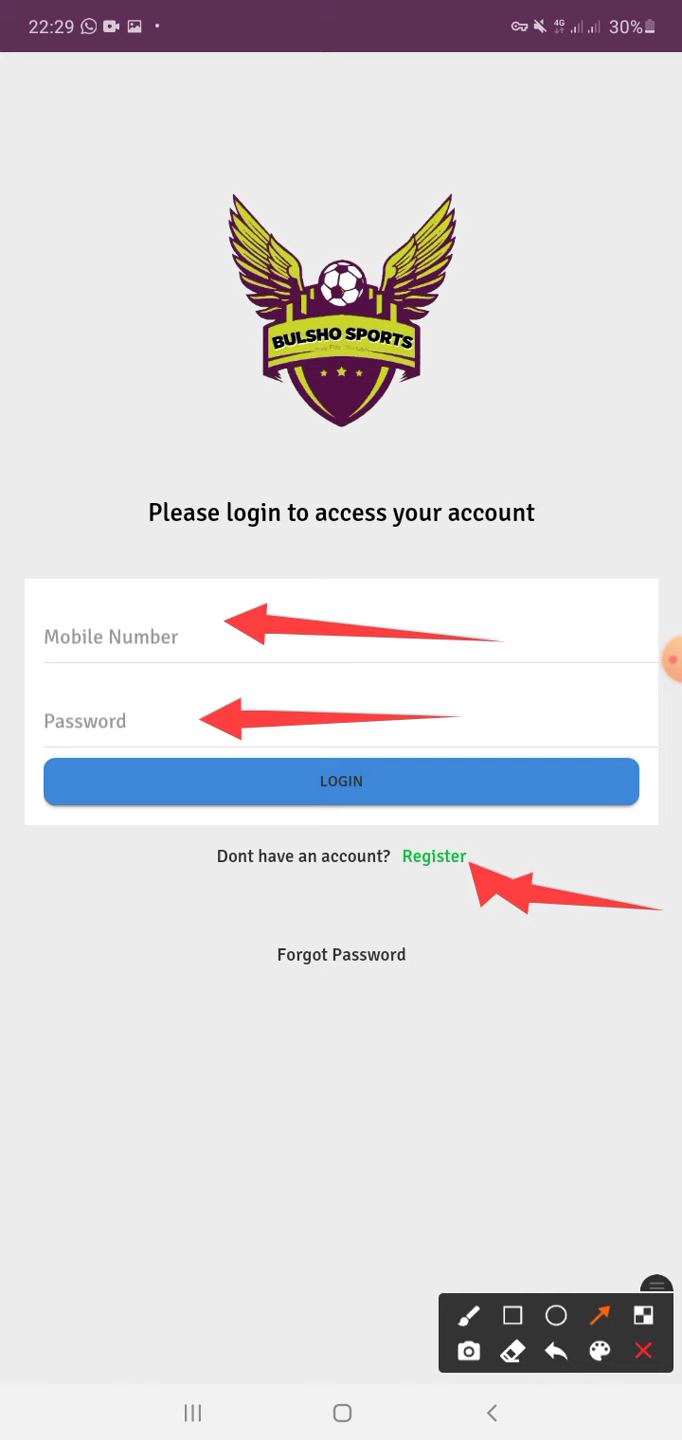 22:29
4G
30%
BULSHO SPORTS
Please login to access your account
Mobile Number
Password
LOGIN
Dont have an account? Register
Forgot Password